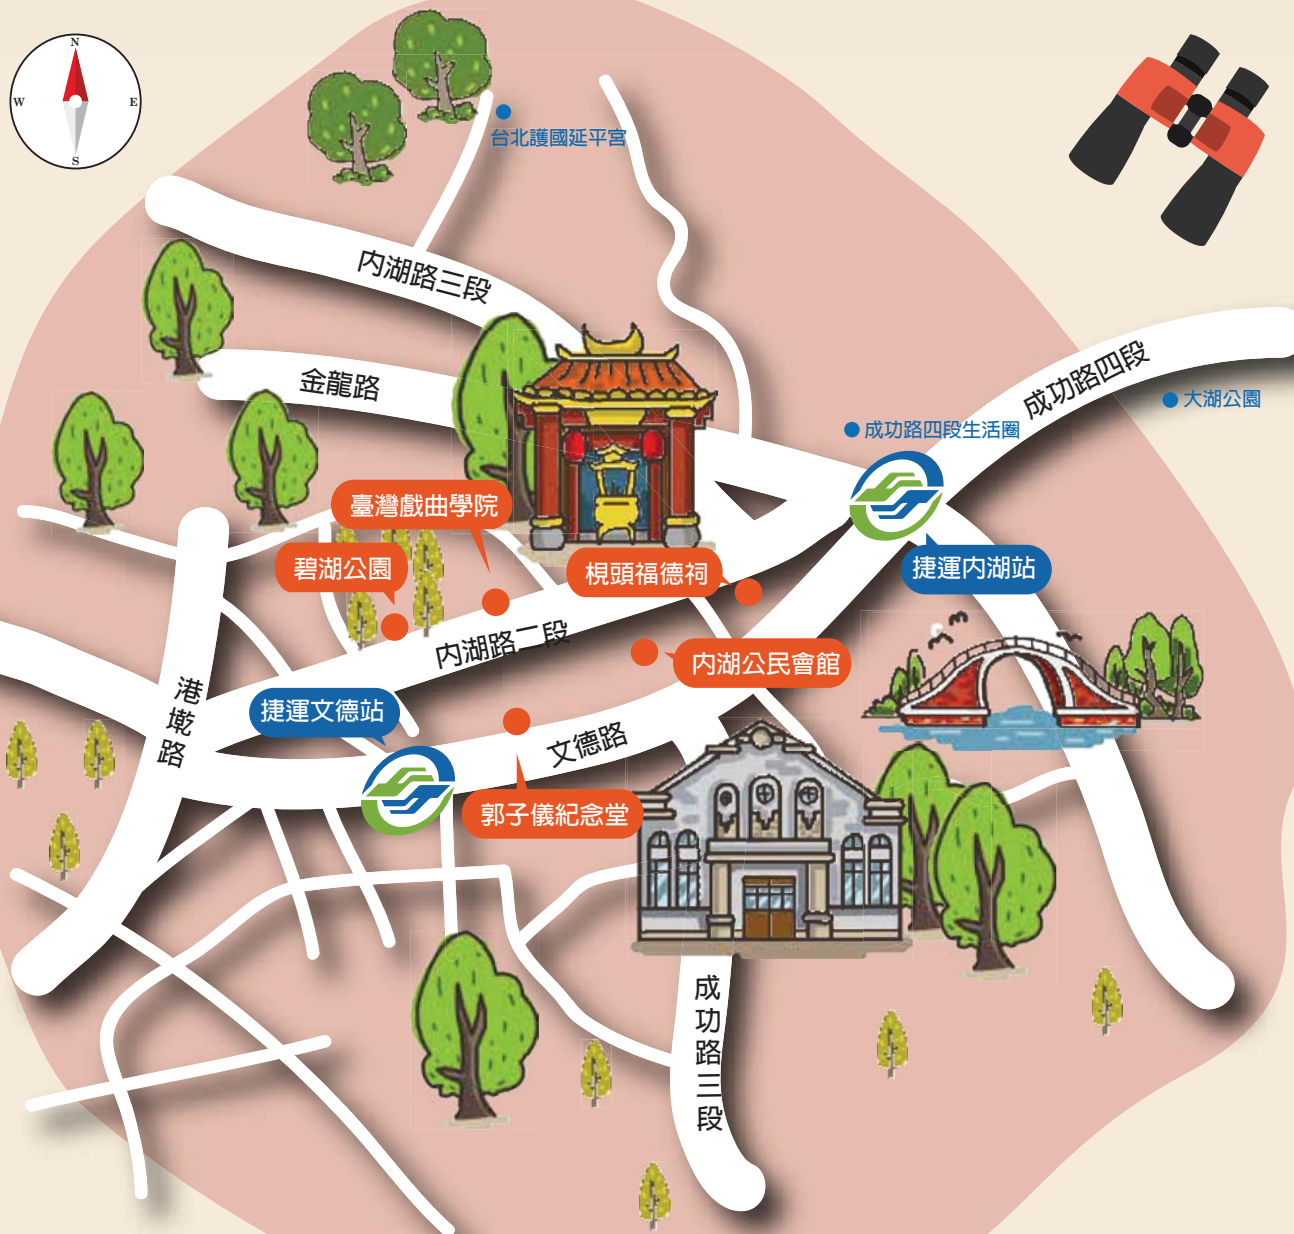 N
W
E
S
台北護國延平宮
内湖路三段
金龍路
成功路四段
大湖公園
成功路四段生活圈
臺灣戲曲學院
碧湖公園
梘頭福德祠
捷運内湖站
内湖路二段
内湖公民會館
港墘路
捷運文德站
文德路
郭子儀紀念堂
成功路三段